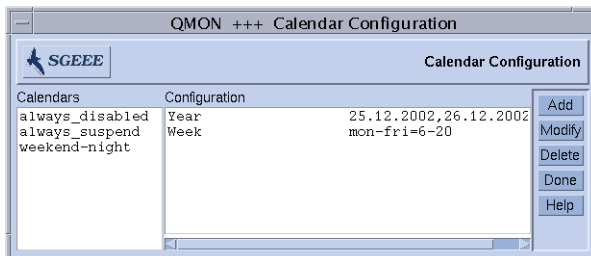 QMON +++ Calendar Configuration
SGEEE
Calendar Configuration
Calendars
Configuration
always_disabled
always_suspend
weekend-night
Year 25.12.2002,26.12.2002
Week mon-fri=6-20
Add
Modify
Delete
Done
Help